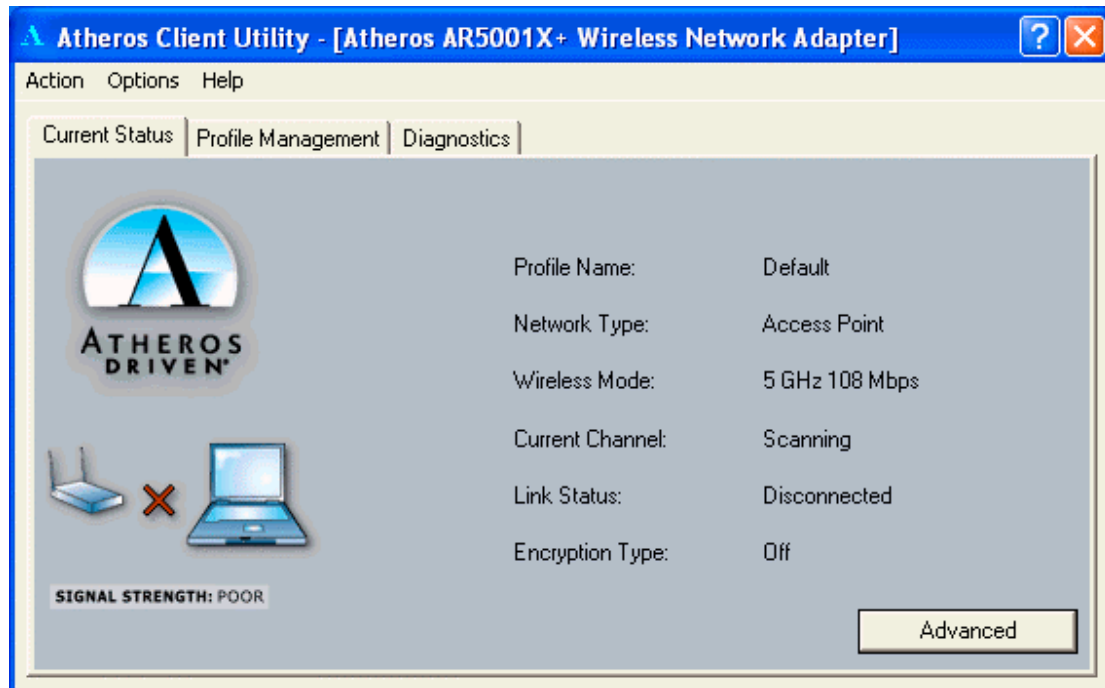 Atheros Client Utility - [Atheros AR5001X+ Wireless Network Adapter]
Action Options Help
Current Status Profile Management Diagnostics
ATHEROS
DRIVEN
Profile Name: Default
Network Type: Access Point
Wireless Mode: 5 GHz 108 Mbps
Current Channel: Scanning
Link Status: Disconnected
Encryption Type: Off
SIGNAL STRENGTH: POOR
Advanced